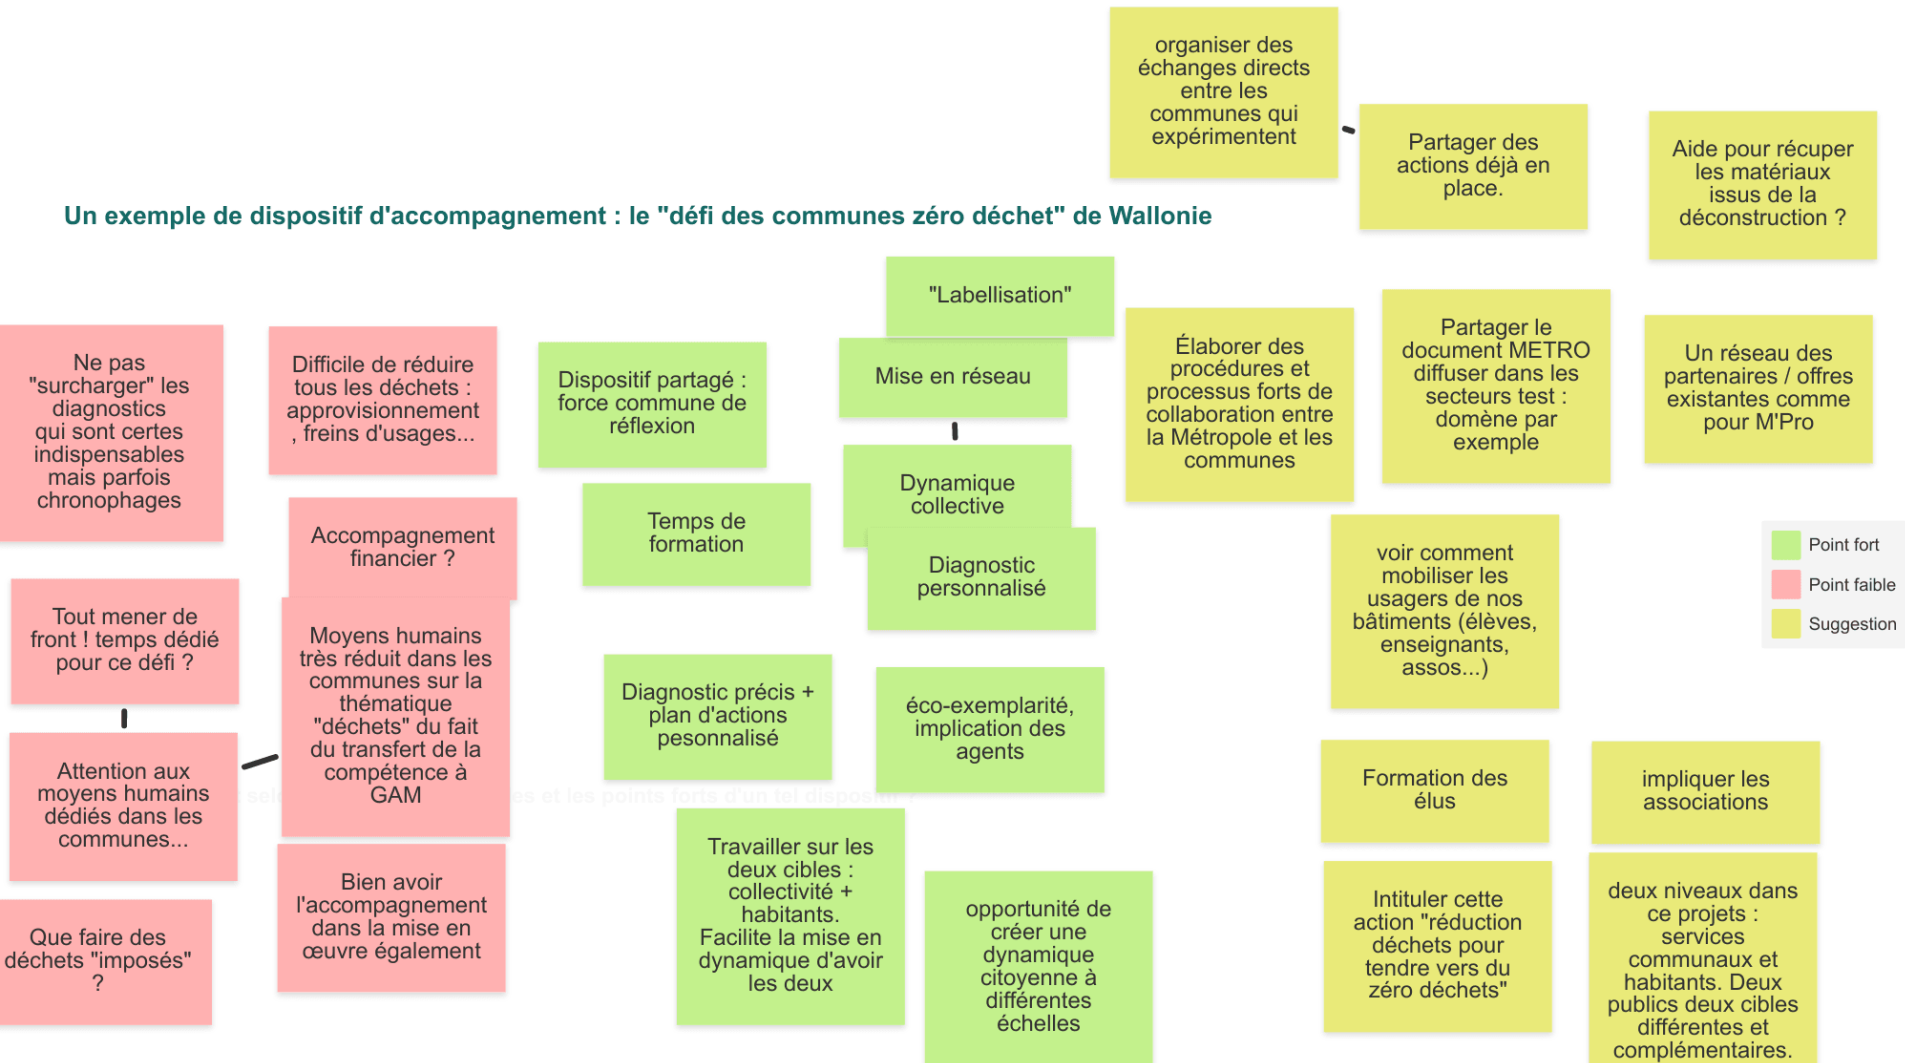 organiser des
échanges directs
entre les
communes qui
expérimentent
Partager des
actions déjà en
place.
Aide pour récuper
les matériaux
issus de la
déconstruction ?
Un exemple de dispositif d'accompagnement : le "défi des communes zéro déchet" de Wallonie
Ne pas
"surcharger" les
diagnostics
qui sont certes
indispensables
mais parfois
chronophages
Difficile de réduire
tous les déchets :
approvisionnement
, freins d'usages...
Dispositif partagé :
force commune de
réflexion
"Labellisation"
Mise en réseau
Dynamique
collective
Diagnostic
personnalisé
Temps de
formation
Élaborer des
procédures et
processus forts de
collaboration entre
la Métropole et les
communes
Partager le
document METRO
diffuser dans les
secteurs test :
domène par
exemple
Un réseau des
partenaires / offres
existantes comme
pour M'Pro
Accompagnement
financier ?
Tout mener de
front ! temps dédié
pour ce défi ?
Moyens humains
très réduit dans les
communes sur la
thématique
"déchets" du fait
du transfert de la
compétence à
GAM
Attention aux
moyens humains
dédiés dans les
communes...
Bien avoir
l'accompagnement
dans la mise en
œuvre également
Que faire des
déchets "imposés"
?
Diagnostic précis +
plan d'actions
pesonnalisé
éco-exemplarité,
implication des
agents
es et les points forts d'un tel dispositif ?
Travailler sur les
deux cibles :
collectivité +
habitants.
Facilite la mise en
dynamique d'avoir
les deux
opportunité de
créer une
dynamique
citoyenne à
différentes
échelles
voir comment
mobiliser les
usagers de nos
bâtiments (élèves,
enseignants,
assos...)
Point fort
Point faible
Suggestion
Formation des
élus
impliquer les
associations
Intituler cette
action "réduction
déchets pour
tendre vers du
zéro déchets"
deux niveaux dans
ce projets :
services
communaux et
habitants. Deux
publics deux cibles
différentes et
complémentaires.